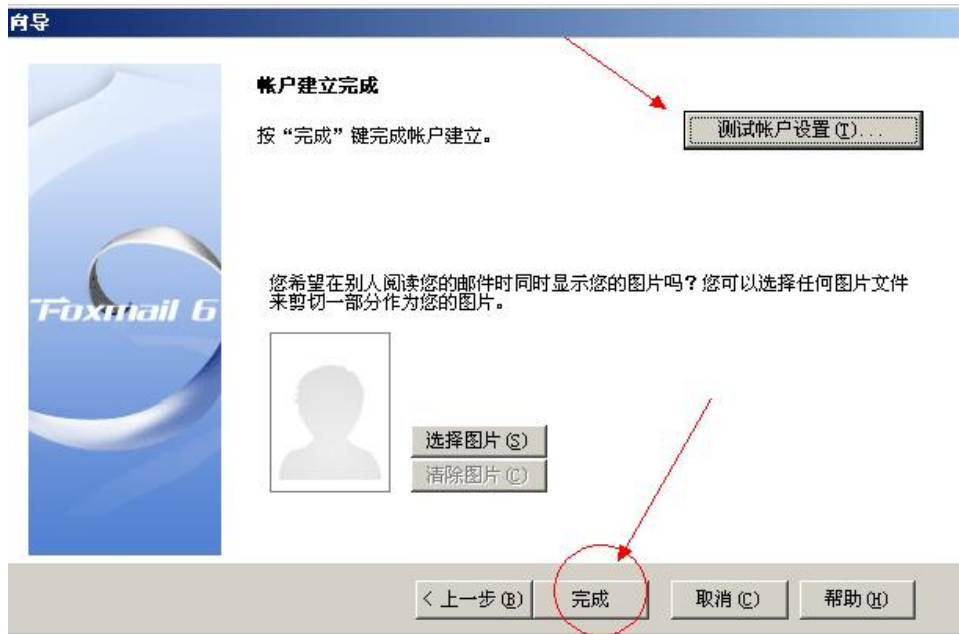 向导
帐户建立完成
按“完成”键完成帐户建立。
测试帐户设置(T)...
您希望在别人阅读您的邮件时同时显示您的图片吗？您可以选择任何图片文件
来剪切一部分作为您的图片。
Foxmail 6
选择图片(S)
清除图片(C)
< 上一步(B)
完成
取消(C)
帮助(H)